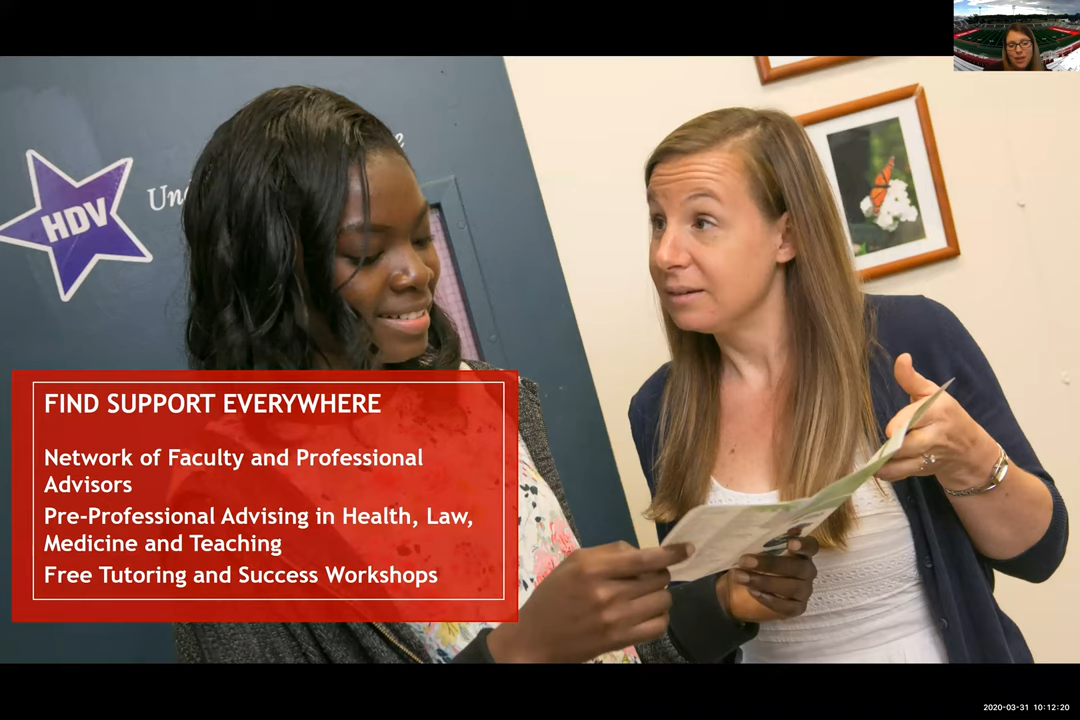 HDV
FIND SUPPORT EVERYWHERE
Network of Faculty and Professional
Advisors
Pre-Professional Advising in Health, Law,
Medicine and Teaching
Free Tutoring and Success Workshops
2020-03-31 10:12:20